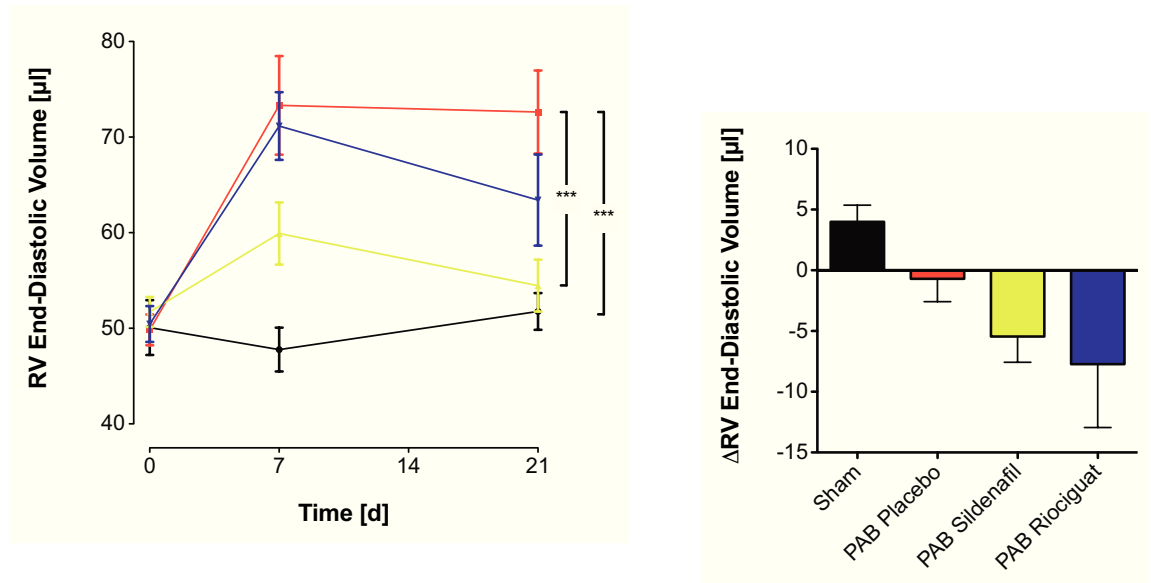 RV End-Diastolic Volume [µl]
80
70
60
50
40
***
***
0 7 14 21
Time [d]
ΔRV End-Diastolic Volume [µl]
10
5
0
-5
-10
-15
Sham
PAB Placebo
PAB Sildenafil
PAB Riociguat